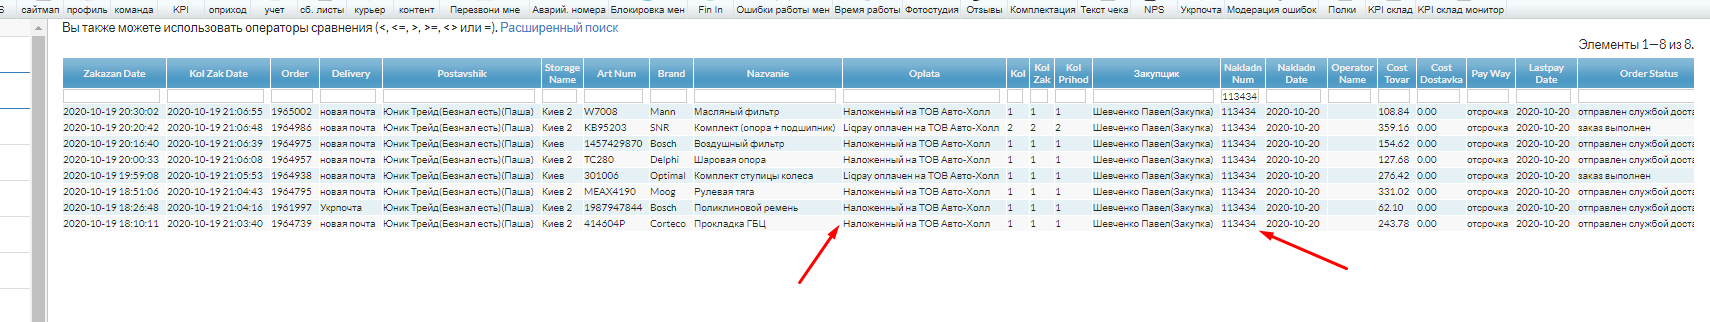 S сайтмап профиль команда KPI оприход учет сб. листы курьер контент Перезвони мне Аварий. номера Блокировка мен Fin In Ошибки работы мен Время работы Фотостудия Отзывы Комплектация Текст чека NPS Укрпочта Модерация ошибок Полки KPI склад KPI склад монитор
Вы также можете использовать операторы сравнения (<, <=, >, >=, <> или =). Расширенный поиск
Элементы 1—8 из 8.
Zakazan Date Kol Zak Date Order Delivery Postavshik Storage Name Art Num Brand Nazvanie Oplata Kol Kol Zak Kol Prihod Закупщик Nakladn Num Nakladn Date Operator Name Cost Tovar Cost Dostavka Pay Way Lastpay Date Order Status
113434
2020-10-19 20:30:02 2020-10-19 21:06:55 1965002 новая почта Юник Трейд(Безнал есть)(Паша) Киев 2 W7008 Mann Масляный фильтр Наложенный на ТОВ Авто-Холл 1 1 1 Шевченко Павел(Закупка) 113434 2020-10-20 108.84 0.00 отсрочка 2020-10-20 отправлен службой доста
2020-10-19 20:20:42 2020-10-19 21:06:48 1964986 новая почта Юник Трейд(Безнал есть)(Паша) Киев 2 KB95203 SNR Комплект (опора + подшипник) Liqpay оплачен на ТОВ Авто-Холл 2 2 2 Шевченко Павел(Закупка) 113434 2020-10-20 359.16 0.00 отсрочка 2020-10-20 заказ выполнен
2020-10-19 20:16:40 2020-10-19 21:06:39 1964975 новая почта Юник Трейд(Безнал есть)(Паша) Киев 1457429870 Bosch Воздушный фильтр Наложенный на ТОВ Авто-Холл 1 1 1 Шевченко Павел(Закупка) 113434 2020-10-20 154.62 0.00 отсрочка 2020-10-20 отправлен службой доста
2020-10-19 20:00:33 2020-10-19 21:06:08 1964957 новая почта Юник Трейд(Безнал есть)(Паша) Киев 2 TC280 Delphi Шаровая опора Наложенный на ТОВ Авто-Холл 1 1 1 Шевченко Павел(Закупка) 113434 2020-10-20 127.68 0.00 отсрочка 2020-10-20 отправлен службой доста
2020-10-19 19:59:08 2020-10-19 21:05:53 1964938 новая почта Юник Трейд(Безнал есть)(Паша) Киев 301006 Optimal Комплект ступицы колеса Liqpay оплачен на ТОВ Авто-Холл 1 1 1 Шевченко Павел(Закупка) 113434 2020-10-20 276.42 0.00 отсрочка 2020-10-20 заказ выполнен
2020-10-19 18:51:06 2020-10-19 21:04:43 1964795 новая почта Юник Трейд(Безнал есть)(Паша) Киев 2 MEAX4190 Moog Рулевая тяга Наложенный на ТОВ Авто-Холл 1 1 1 Шевченко Павел(Закупка) 113434 2020-10-20 331.02 0.00 отсрочка 2020-10-20 отправлен службой доста
2020-10-19 18:26:48 2020-10-19 21:04:16 1961997 Укрпочта Юник Трейд(Безнал есть)(Паша) Киев 2 1987947844 Bosch Поликлиновой ремень Наложенный на ТОВ Авто-Холл 1 1 1 Шевченко Павел(Закупка) 113434 2020-10-20 62.10 0.00 отсрочка 2020-10-20 отправлен службой доста
2020-10-19 18:10:11 2020-10-19 21:03:40 1964739 новая почта Юник Трейд(Безнал есть)(Паша) Киев 2 414604P Corteco Прокладка ГБЦ Наложенный на ТОВ Авто-Холл 1 1 1 Шевченко Павел(Закупка) 113434 2020-10-20 243.78 0.00 отсрочка 2020-10-20 отправлен службой доста